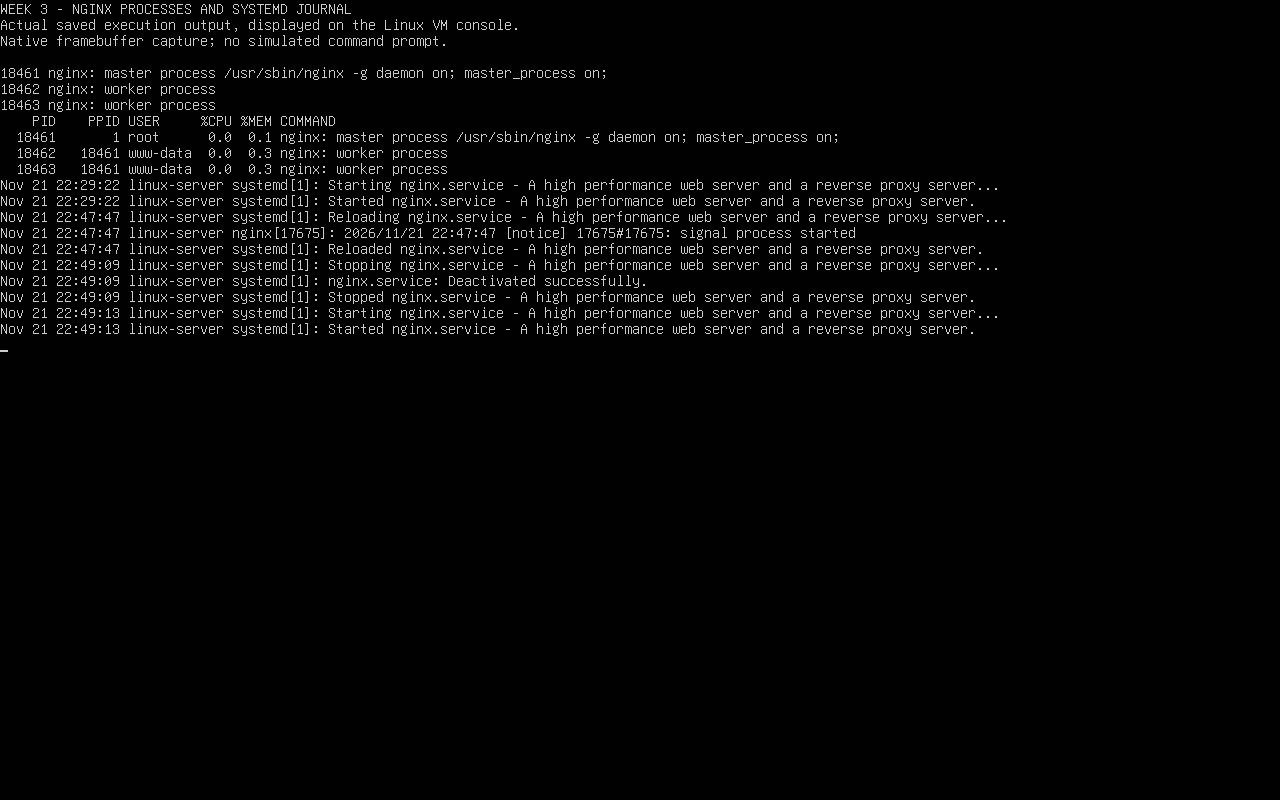 WEEK 3 - NGINX PROCESSES AND SYSTEMD JOURNAL
Actual saved execution output, displayed on the Linux VM console.
Native framebuffer capture; no simulated command prompt.
18461 nginx: master process /usr/sbin/nginx -g daemon on; master_process on;
18462 nginx: worker process
18463 nginx: worker process
    PID    PPID USER     %CPU %MEM COMMAND
  18461       1 root      0.0  0.1 nginx: master process /usr/sbin/nginx -g daemon on; master_process on;
  18462   18461 www-data  0.0  0.3 nginx: worker process
  18463   18461 www-data  0.0  0.3 nginx: worker process
Nov 21 22:29:22 linux-server systemd[1]: Starting nginx.service - A high performance web server and a reverse proxy server...
Nov 21 22:29:22 linux-server systemd[1]: Started nginx.service - A high performance web server and a reverse proxy server.
Nov 21 22:47:47 linux-server systemd[1]: Reloading nginx.service - A high performance web server and a reverse proxy server...
Nov 21 22:47:47 linux-server nginx[17675]: 2026/11/21 22:47:47 [notice] 17675#17675: signal process started
Nov 21 22:47:47 linux-server systemd[1]: Reloaded nginx.service - A high performance web server and a reverse proxy server.
Nov 21 22:49:09 linux-server systemd[1]: Stopping nginx.service - A high performance web server and a reverse proxy server...
Nov 21 22:49:09 linux-server systemd[1]: nginx.service: Deactivated successfully.
Nov 21 22:49:09 linux-server systemd[1]: Stopped nginx.service - A high performance web server and a reverse proxy server.
Nov 21 22:49:13 linux-server systemd[1]: Starting nginx.service - A high performance web server and a reverse proxy server...
Nov 21 22:49:13 linux-server systemd[1]: Started nginx.service - A high performance web server and a reverse proxy server.